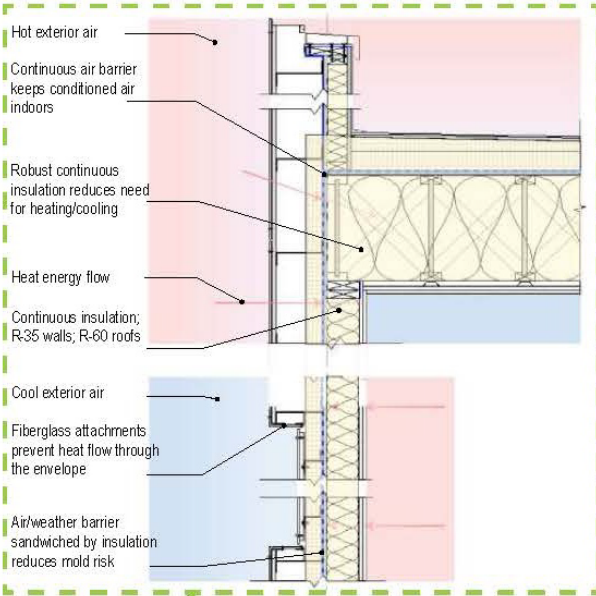 Hot exterior air
Continuous air barrier
keeps conditioned air
indoors
Robust continuous
insulation reduces need
for heating/cooling
Heat energy flow
Continuous insulation;
R-35 walls; R-60 roofs
Cool exterior air
Fiberglass attachments
prevent heat flow through
the envelope
Air/weather barrier
sandwiched by insulation
reduces mold risk